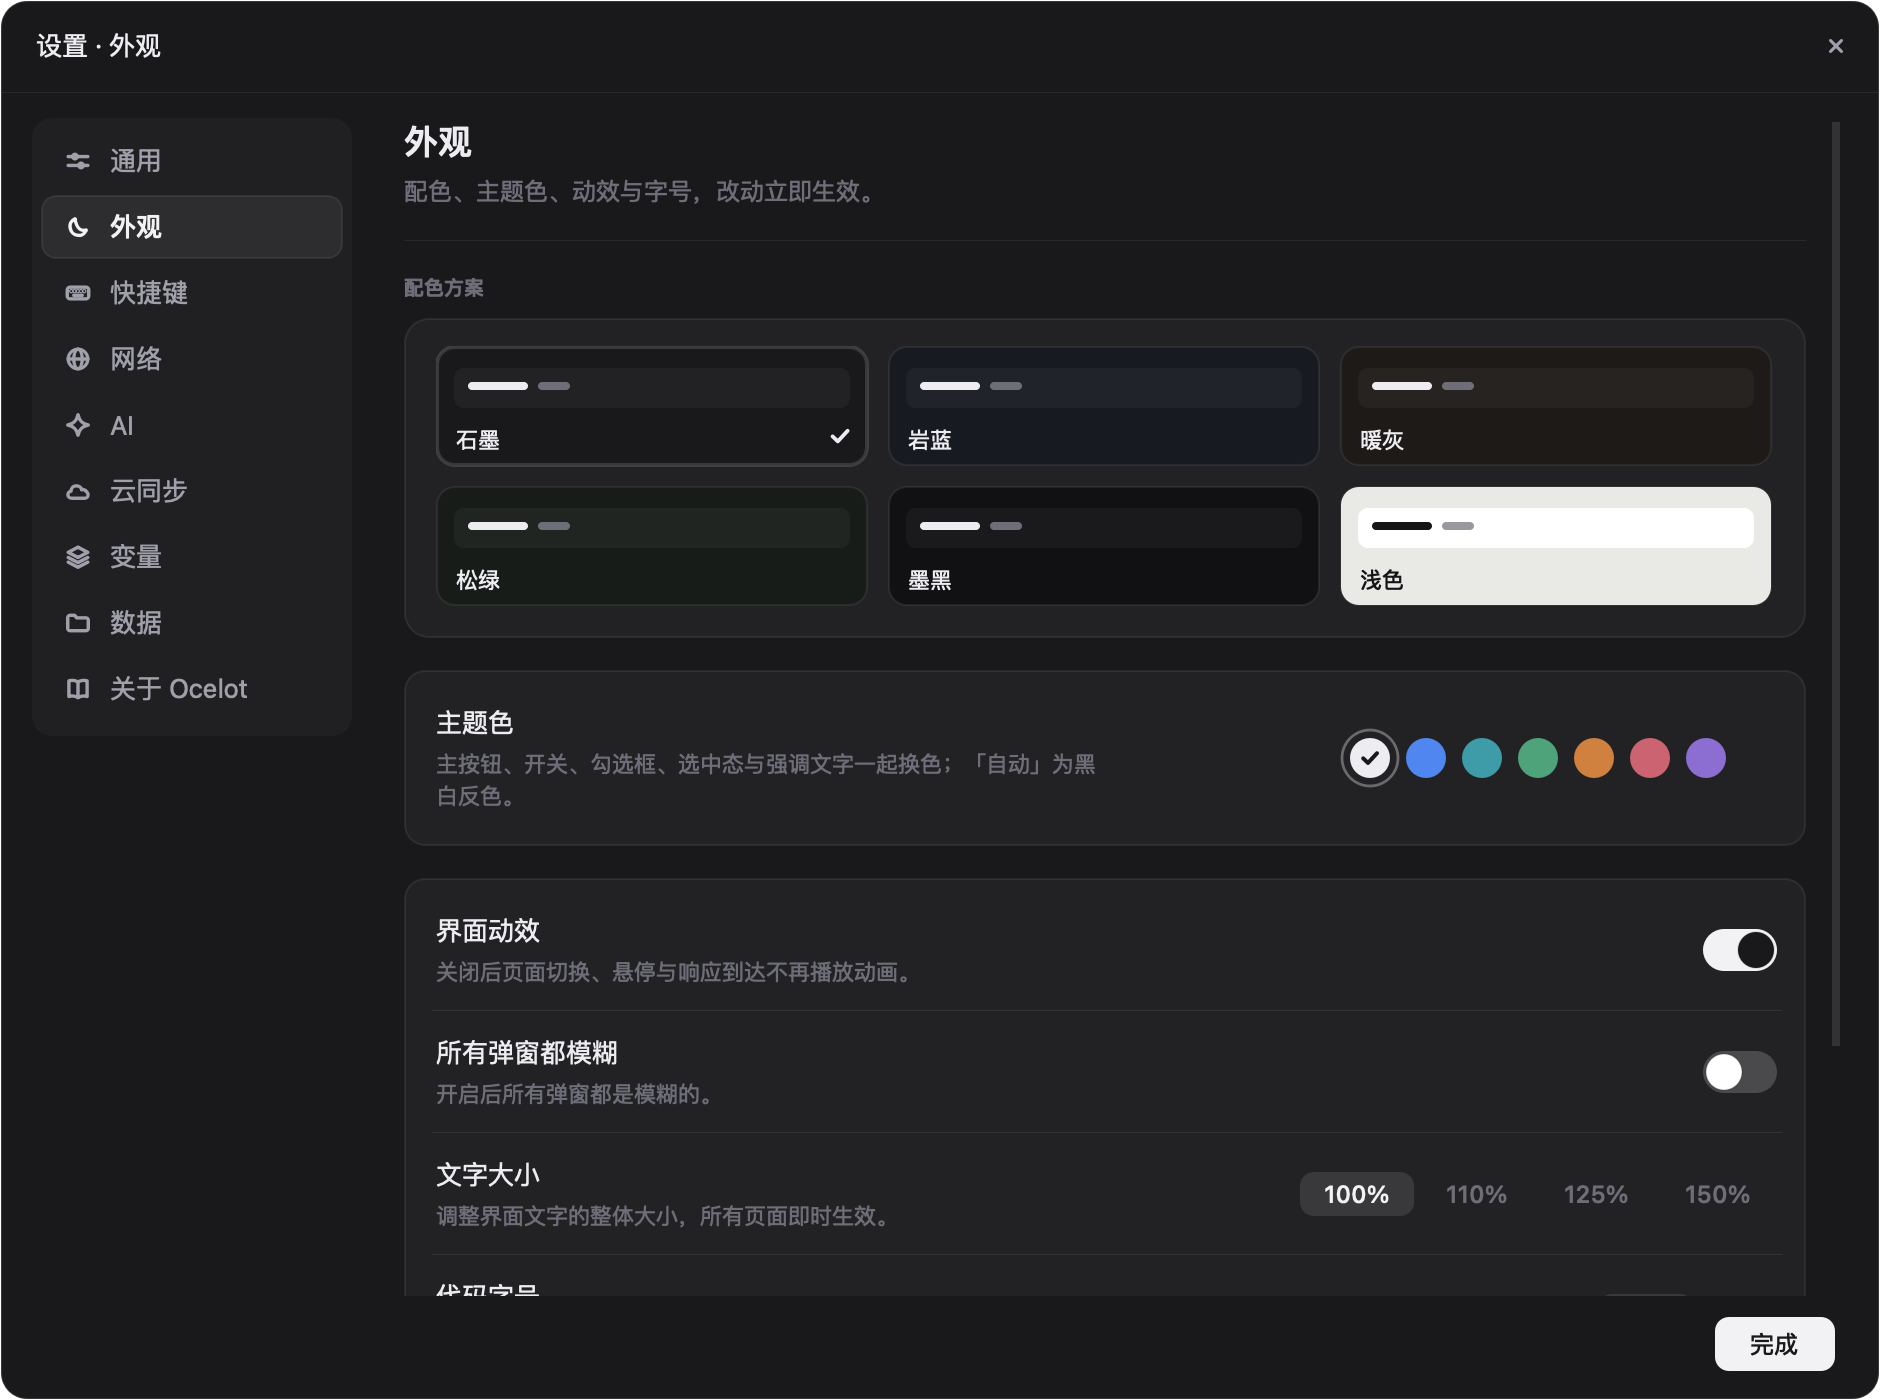 设置 · 外观
通用
外观
快捷键
网络
AI
云同步
变量
数据
关于 Ocelot
外观
配色、主题色、动效与字号，改动立即生效。
配色方案
石墨
岩蓝
暖灰
松绿
墨黑
浅色
主题色
主按钮、开关、勾选框、选中态与强调文字一起换色；「自动」为黑
白反色。
界面动效
关闭后页面切换、悬停与响应到达不再播放动画。
所有弹窗都模糊
开启后所有弹窗都是模糊的。
文字大小
调整界面文字的整体大小，所有页面即时生效。
100% 110% 125% 150%
代码字号
完成